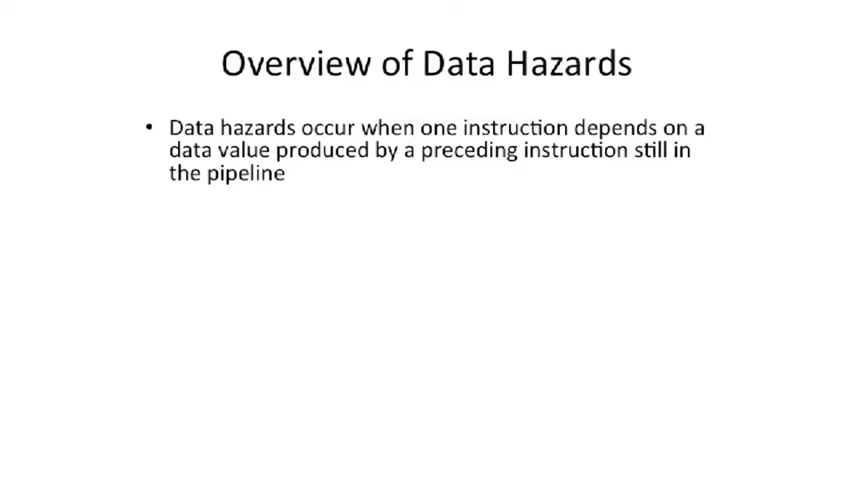 Overview of Data Hazards
• Data hazards occur when one instruction depends on a
data value produced by a preceding instruction still in
the pipeline